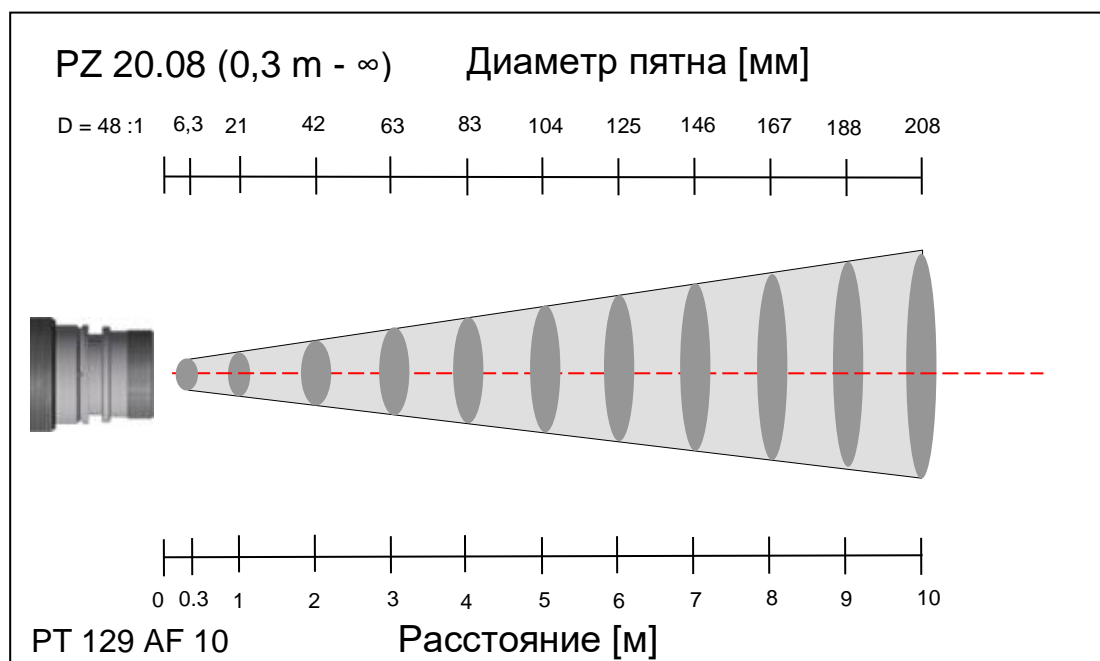 PZ 20.08 (0,3 m - ∞) Диаметр пятна [мм]
D = 48 :1 6,3 21 42 63 83 104 125 146 167 188 208
0 0.3 1 2 3 4 5 6 7 8 9 10
PT 129 AF 10 Расстояние [м]